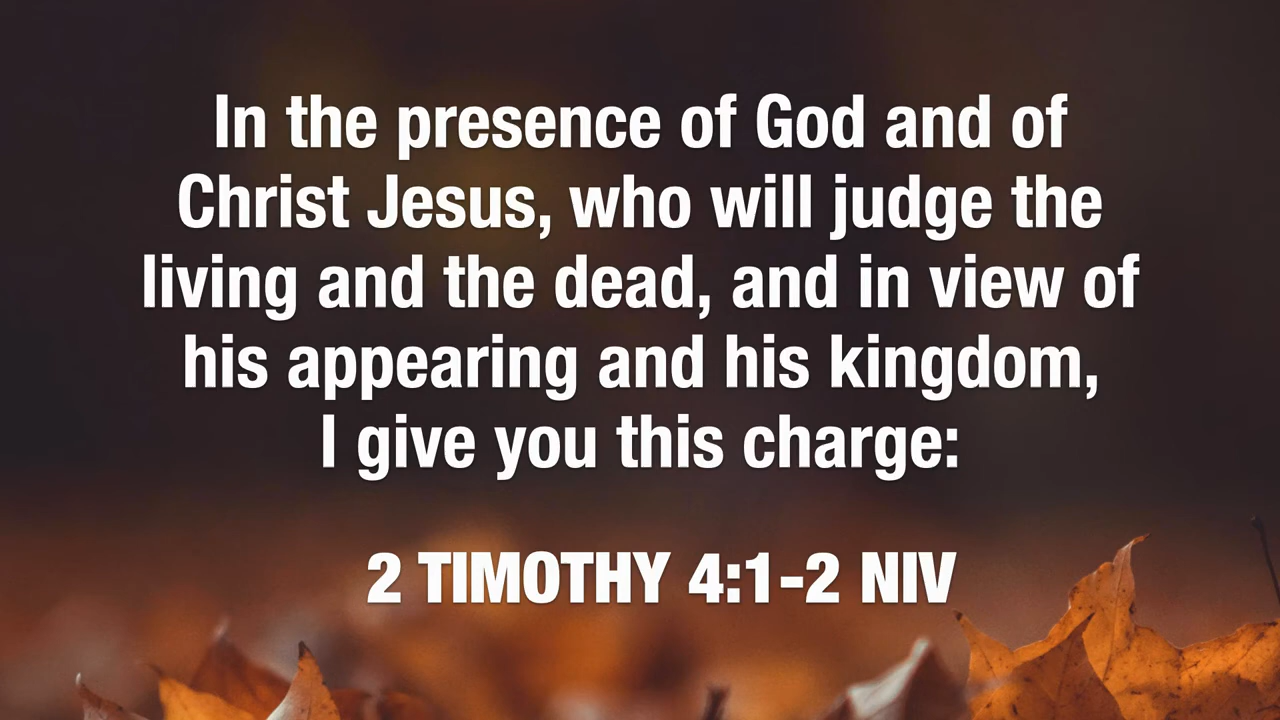 In the presence of God and of
Christ Jesus, who will judge the
living and the dead, and in view of
his appearing and his kingdom,
I give you this charge:
2 TIMOTHY 4:1-2 NIV